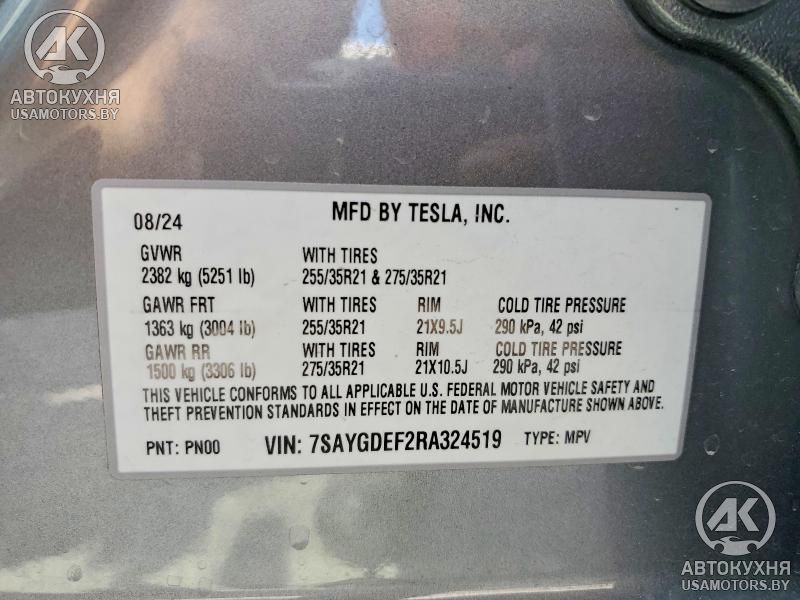 AK
АВТОКУХНЯ
USAMOTORS.BY
08/24 MFD BY TESLA, INC.
GVWR WITH TIRES
2382 kg (5251 lb) 255/35R21 & 275/35R21
GAWR FRT WITH TIRES RIM COLD TIRE PRESSURE
1363 kg (3004 lb) 255/35R21 21X9.5J 290 kPa, 42 psi
GAWR RR WITH TIRES RIM COLD TIRE PRESSURE
1500 kg (3306 lb) 275/35R21 21X10.5J 290 kPa, 42 psi
THIS VEHICLE CONFORMS TO ALL APPLICABLE U.S. FEDERAL MOTOR VEHICLE SAFETY AND
THEFT PREVENTION STANDARDS IN EFFECT ON THE DATE OF MANUFACTURE SHOWN ABOVE.
PNT: PN00 VIN: 7SAYGDEF2RA324519 TYPE: MPV
AK
АВТОКУХНЯ
USAMOTORS.BY